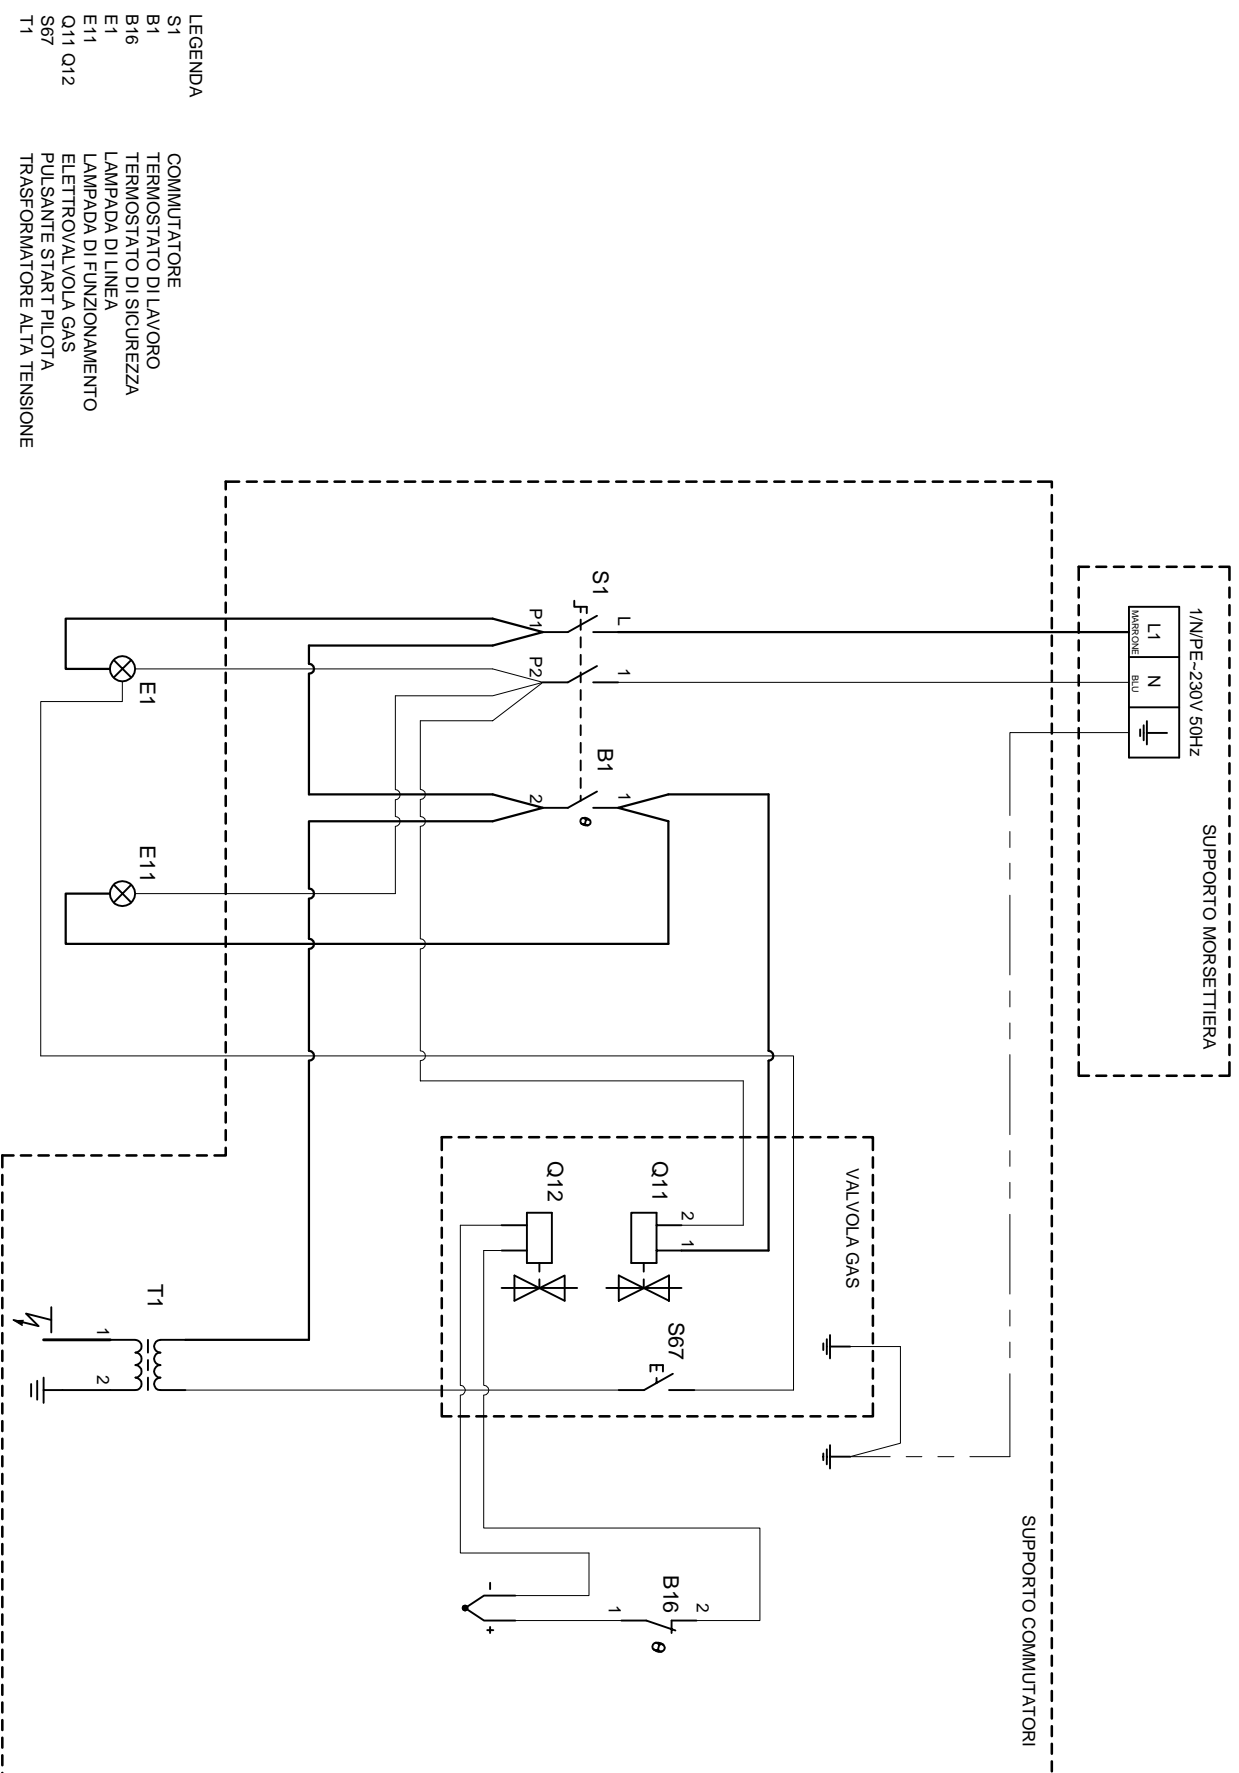 1/N/PE~230V 50Hz
SUPPORTO MORSETTIERA
L1
N
MARRONE
BLU
SUPPORTO COMMUTATORI
S1
L
1
P1
P2
B1
1
2
θ
E1
E11
VALVOLA GAS
Q11
2
1
Q12
S67
E
B16
2
1
θ
-
+
T1
1
2
LEGENDA
S1 COMMUTATORE
B1 TERMOSTATO DI LAVORO
B16 TERMOSTATO DI SICUREZZA
E1 LAMPADA DI LINEA
E11 LAMPADA DI FUNZIONAMENTO
Q11 Q12 ELETTROVALVOLA GAS
S67 PULSANTE START PILOTA
T1 TRASFORMATORE ALTA TENSIONE